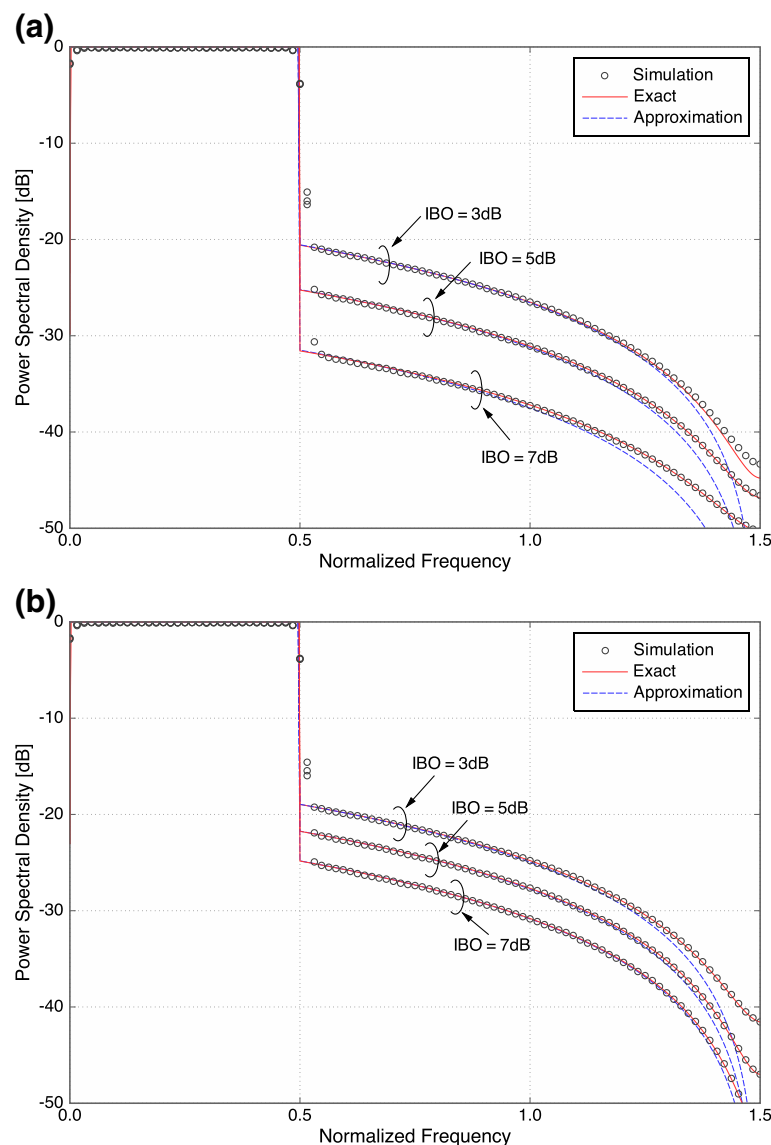 (a)
0
-10
-20
-30
-40
-50
Power Spectral Density [dB]
Simulation
Exact
Approximation
IBO = 3dB
IBO = 5dB
IBO = 7dB
0.0
0.5
1.0
1.5
Normalized Frequency
(b)
0
-10
-20
-30
-40
-50
Power Spectral Density [dB]
Simulation
Exact
Approximation
IBO = 3dB
IBO = 5dB
IBO = 7dB
0.0
0.5
1.0
1.5
Normalized Frequency